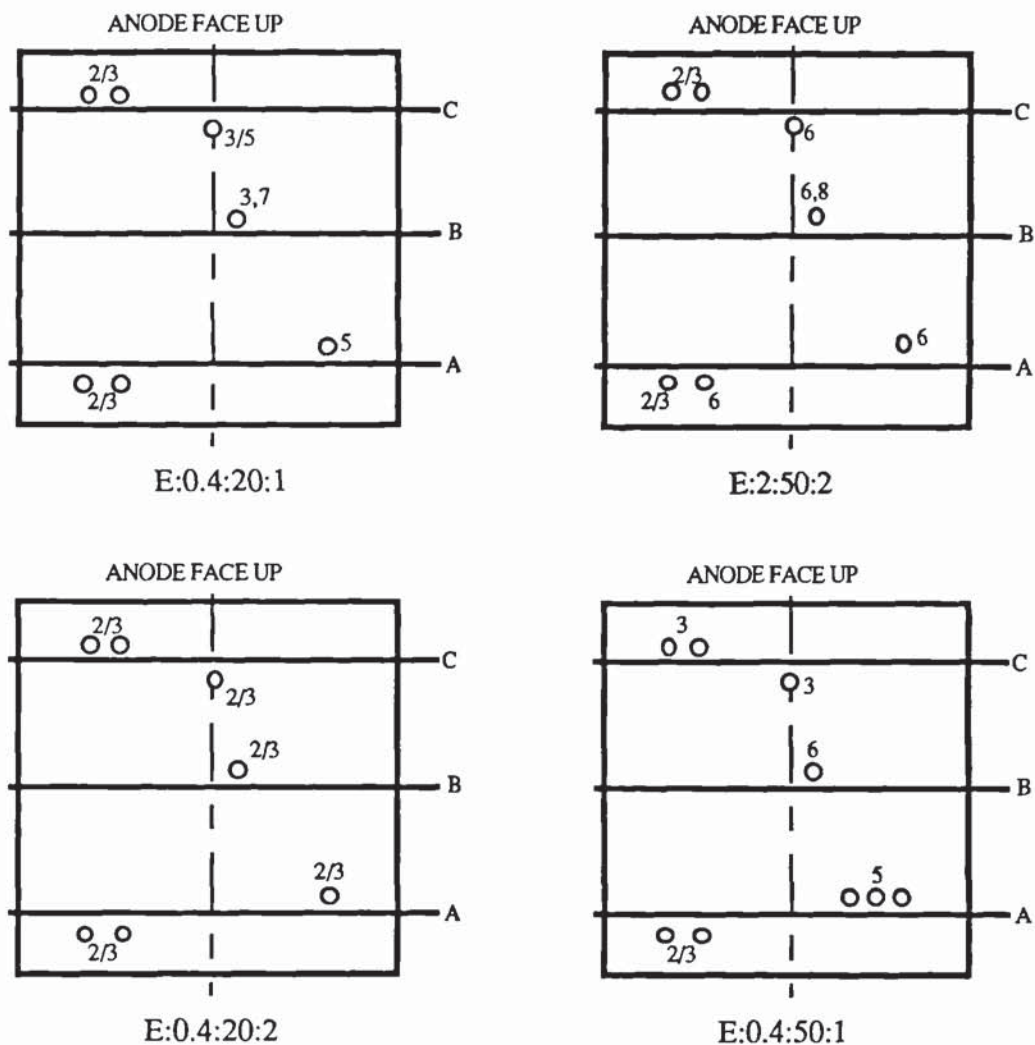 ANODE FACE UP
2/3
C
3/5
3,7
B
5
A
2/3
E:0.4:20:1
ANODE FACE UP
2/3
C
6
6,8
B
6
A
2/3 6
E:2:50:2
ANODE FACE UP
2/3
C
2/3
2/3
B
2/3
A
2/3
E:0.4:20:2
ANODE FACE UP
3
C
3
6
B
5
A
2/3
E:0.4:50:1